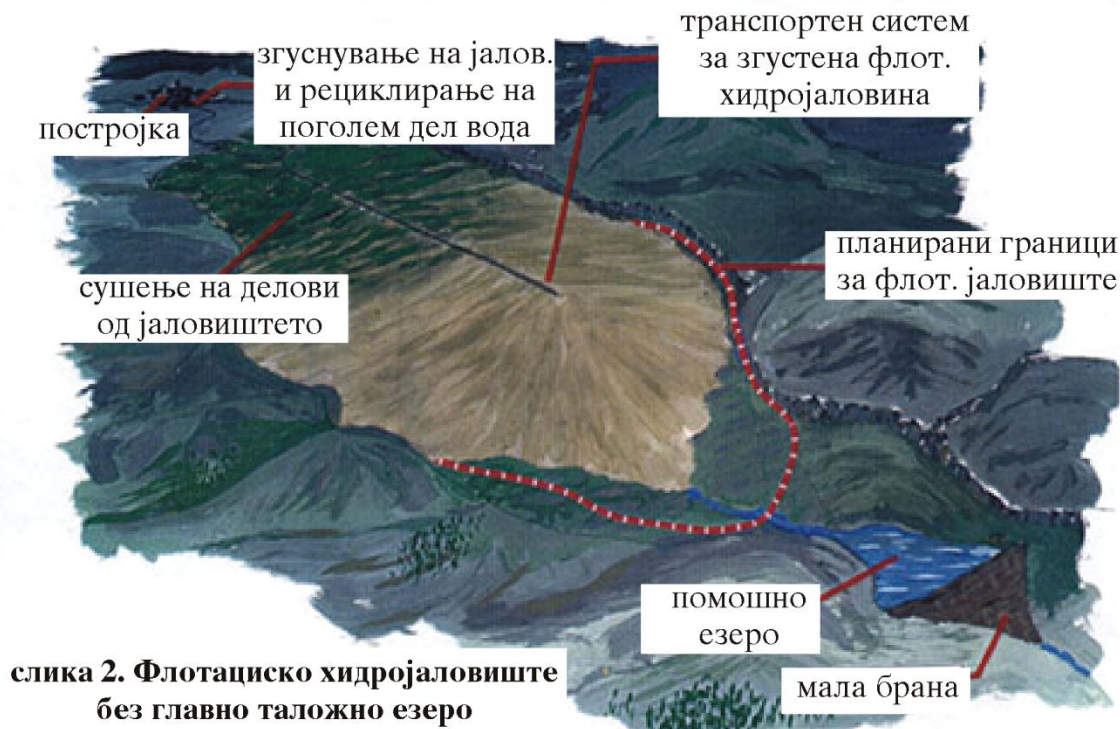 транспортен систем
за згустена флот.
хидројаловина
згуснување на јалов.
и рециклирање на
поголем дел вода
постројка
планирани граници
за флот. јаловиште
сушење на делови
од јаловиштето
помошно
езеро
мала брана
слика 2. Флотациско хидројаловиште
без главно таложно езеро